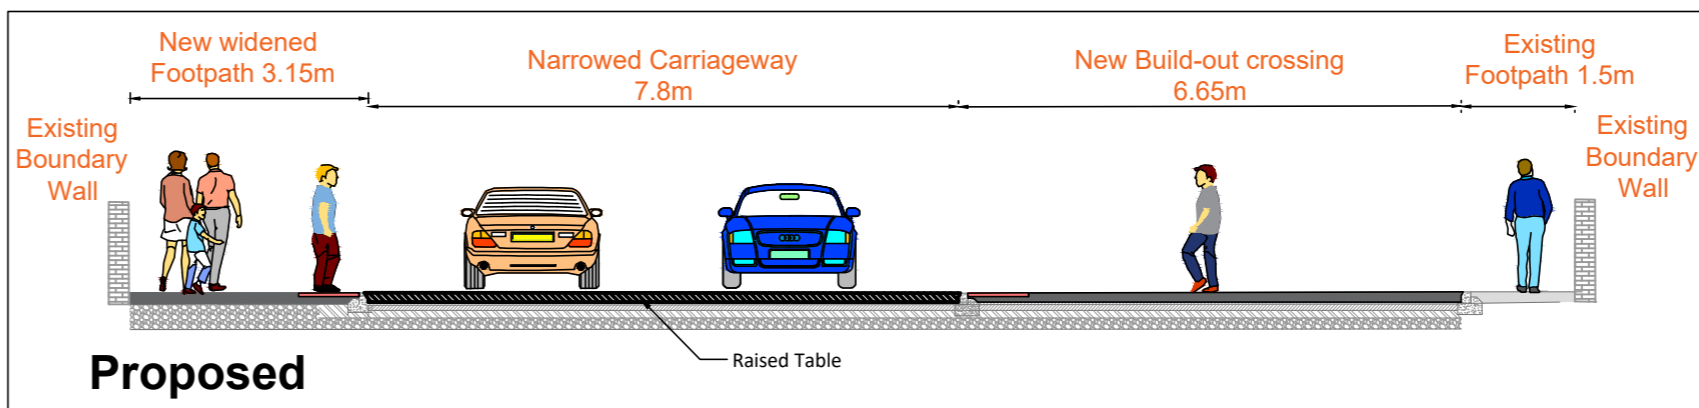 New widened
Footpath 3.15m
Narrowed Carriageway
7.8m
New Build-out crossing
6.65m
Existing
Footpath 1.5m
Existing
Boundary
Wall
Existing
Boundary
Wall
Raised Table
Proposed